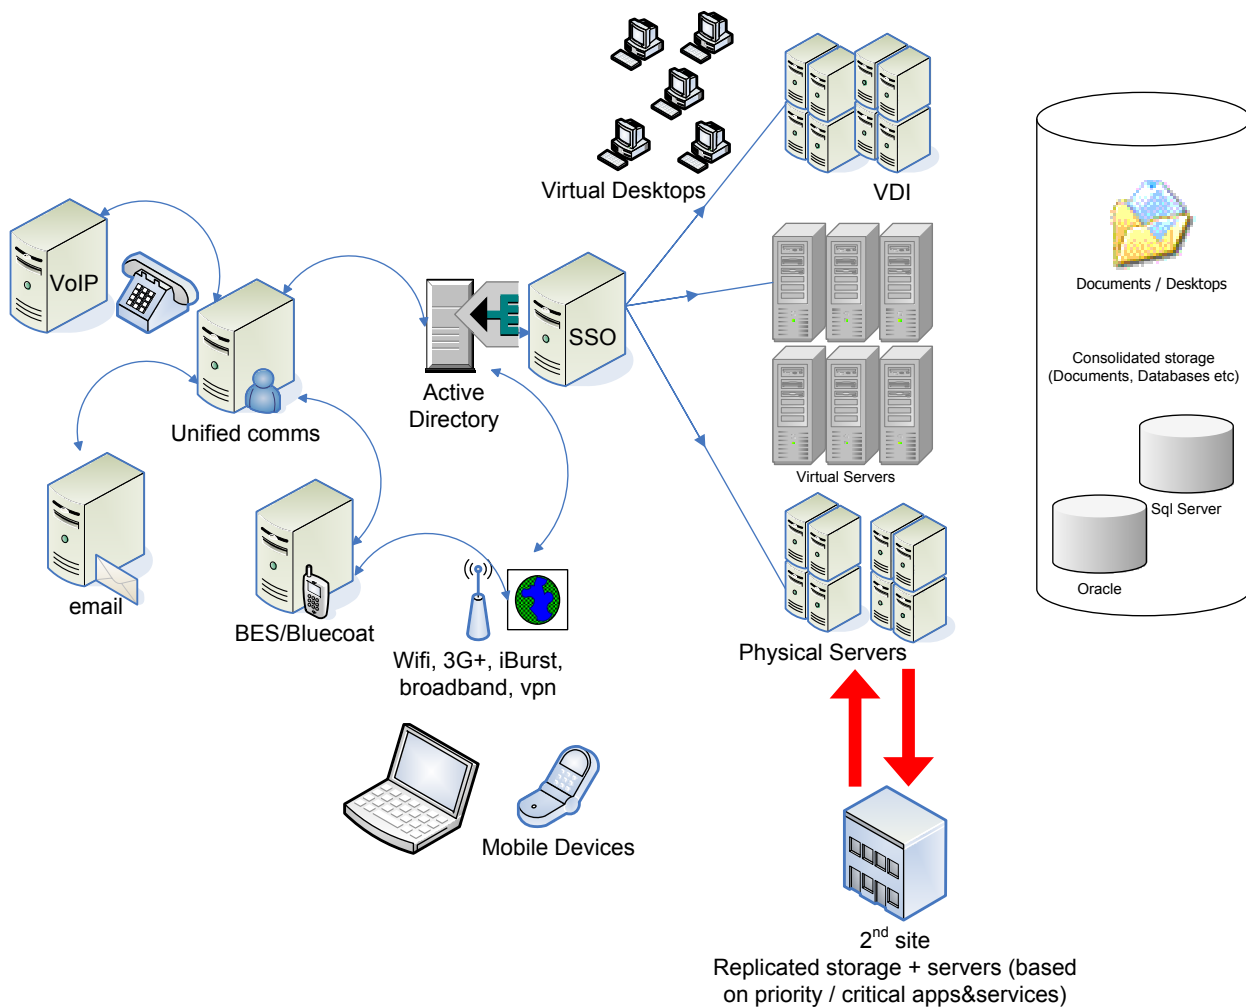 Virtual Desktops
VDI
VoIP
SSO
Documents / Desktops
Active
Directory
Consolidated storage
(Documents, Databases etc)
Unified comms
Virtual Servers
Sql Server
email
Oracle
BES/Bluecoat
Wifi, 3G+, iBurst,
broadband, vpn
Physical Servers
Mobile Devices
2nd site
Replicated storage + servers (based
on priority / critical apps&services)